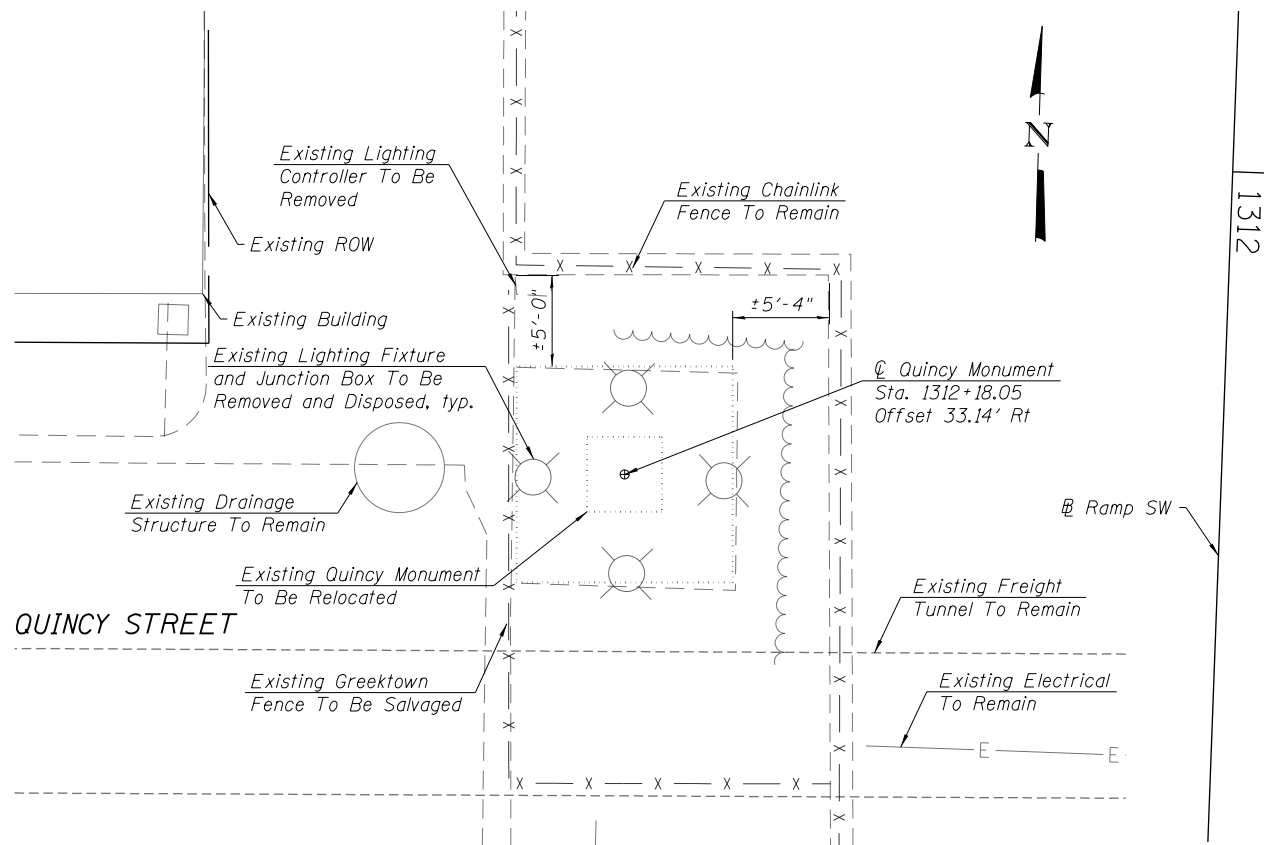 N
1312
Existing Lighting
Controller To Be
Removed
Existing Chainlink
Fence To Remain
Existing ROW
±5'-0"
±5'-4"
Existing Building
Existing Lighting Fixture
and Junction Box To Be
Removed and Disposed, typ.
℄ Quincy Monument
Sta. 1312+18.05
Offset 33.14' Rt
Existing Drainage
Structure To Remain
BL Ramp SW
Existing Quincy Monument
To Be Relocated
Existing Freight
Tunnel To Remain
QUINCY STREET
Existing Greektown
Fence To Be Salvaged
Existing Electrical
To Remain
E
E